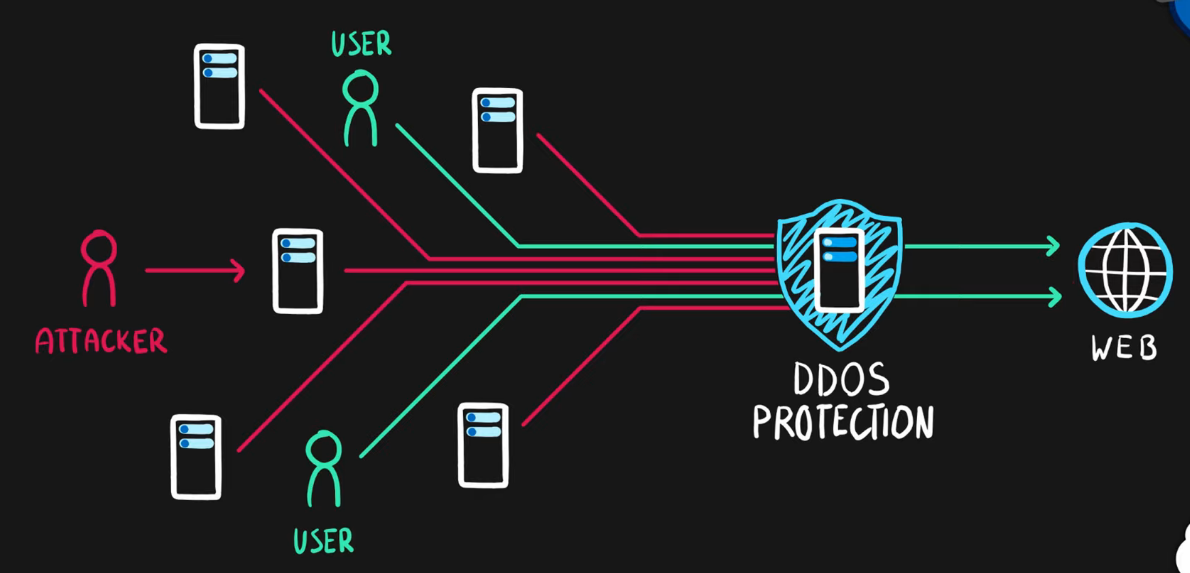 USER
ATTACKER
USER
DDOS
PROTECTION
WEB